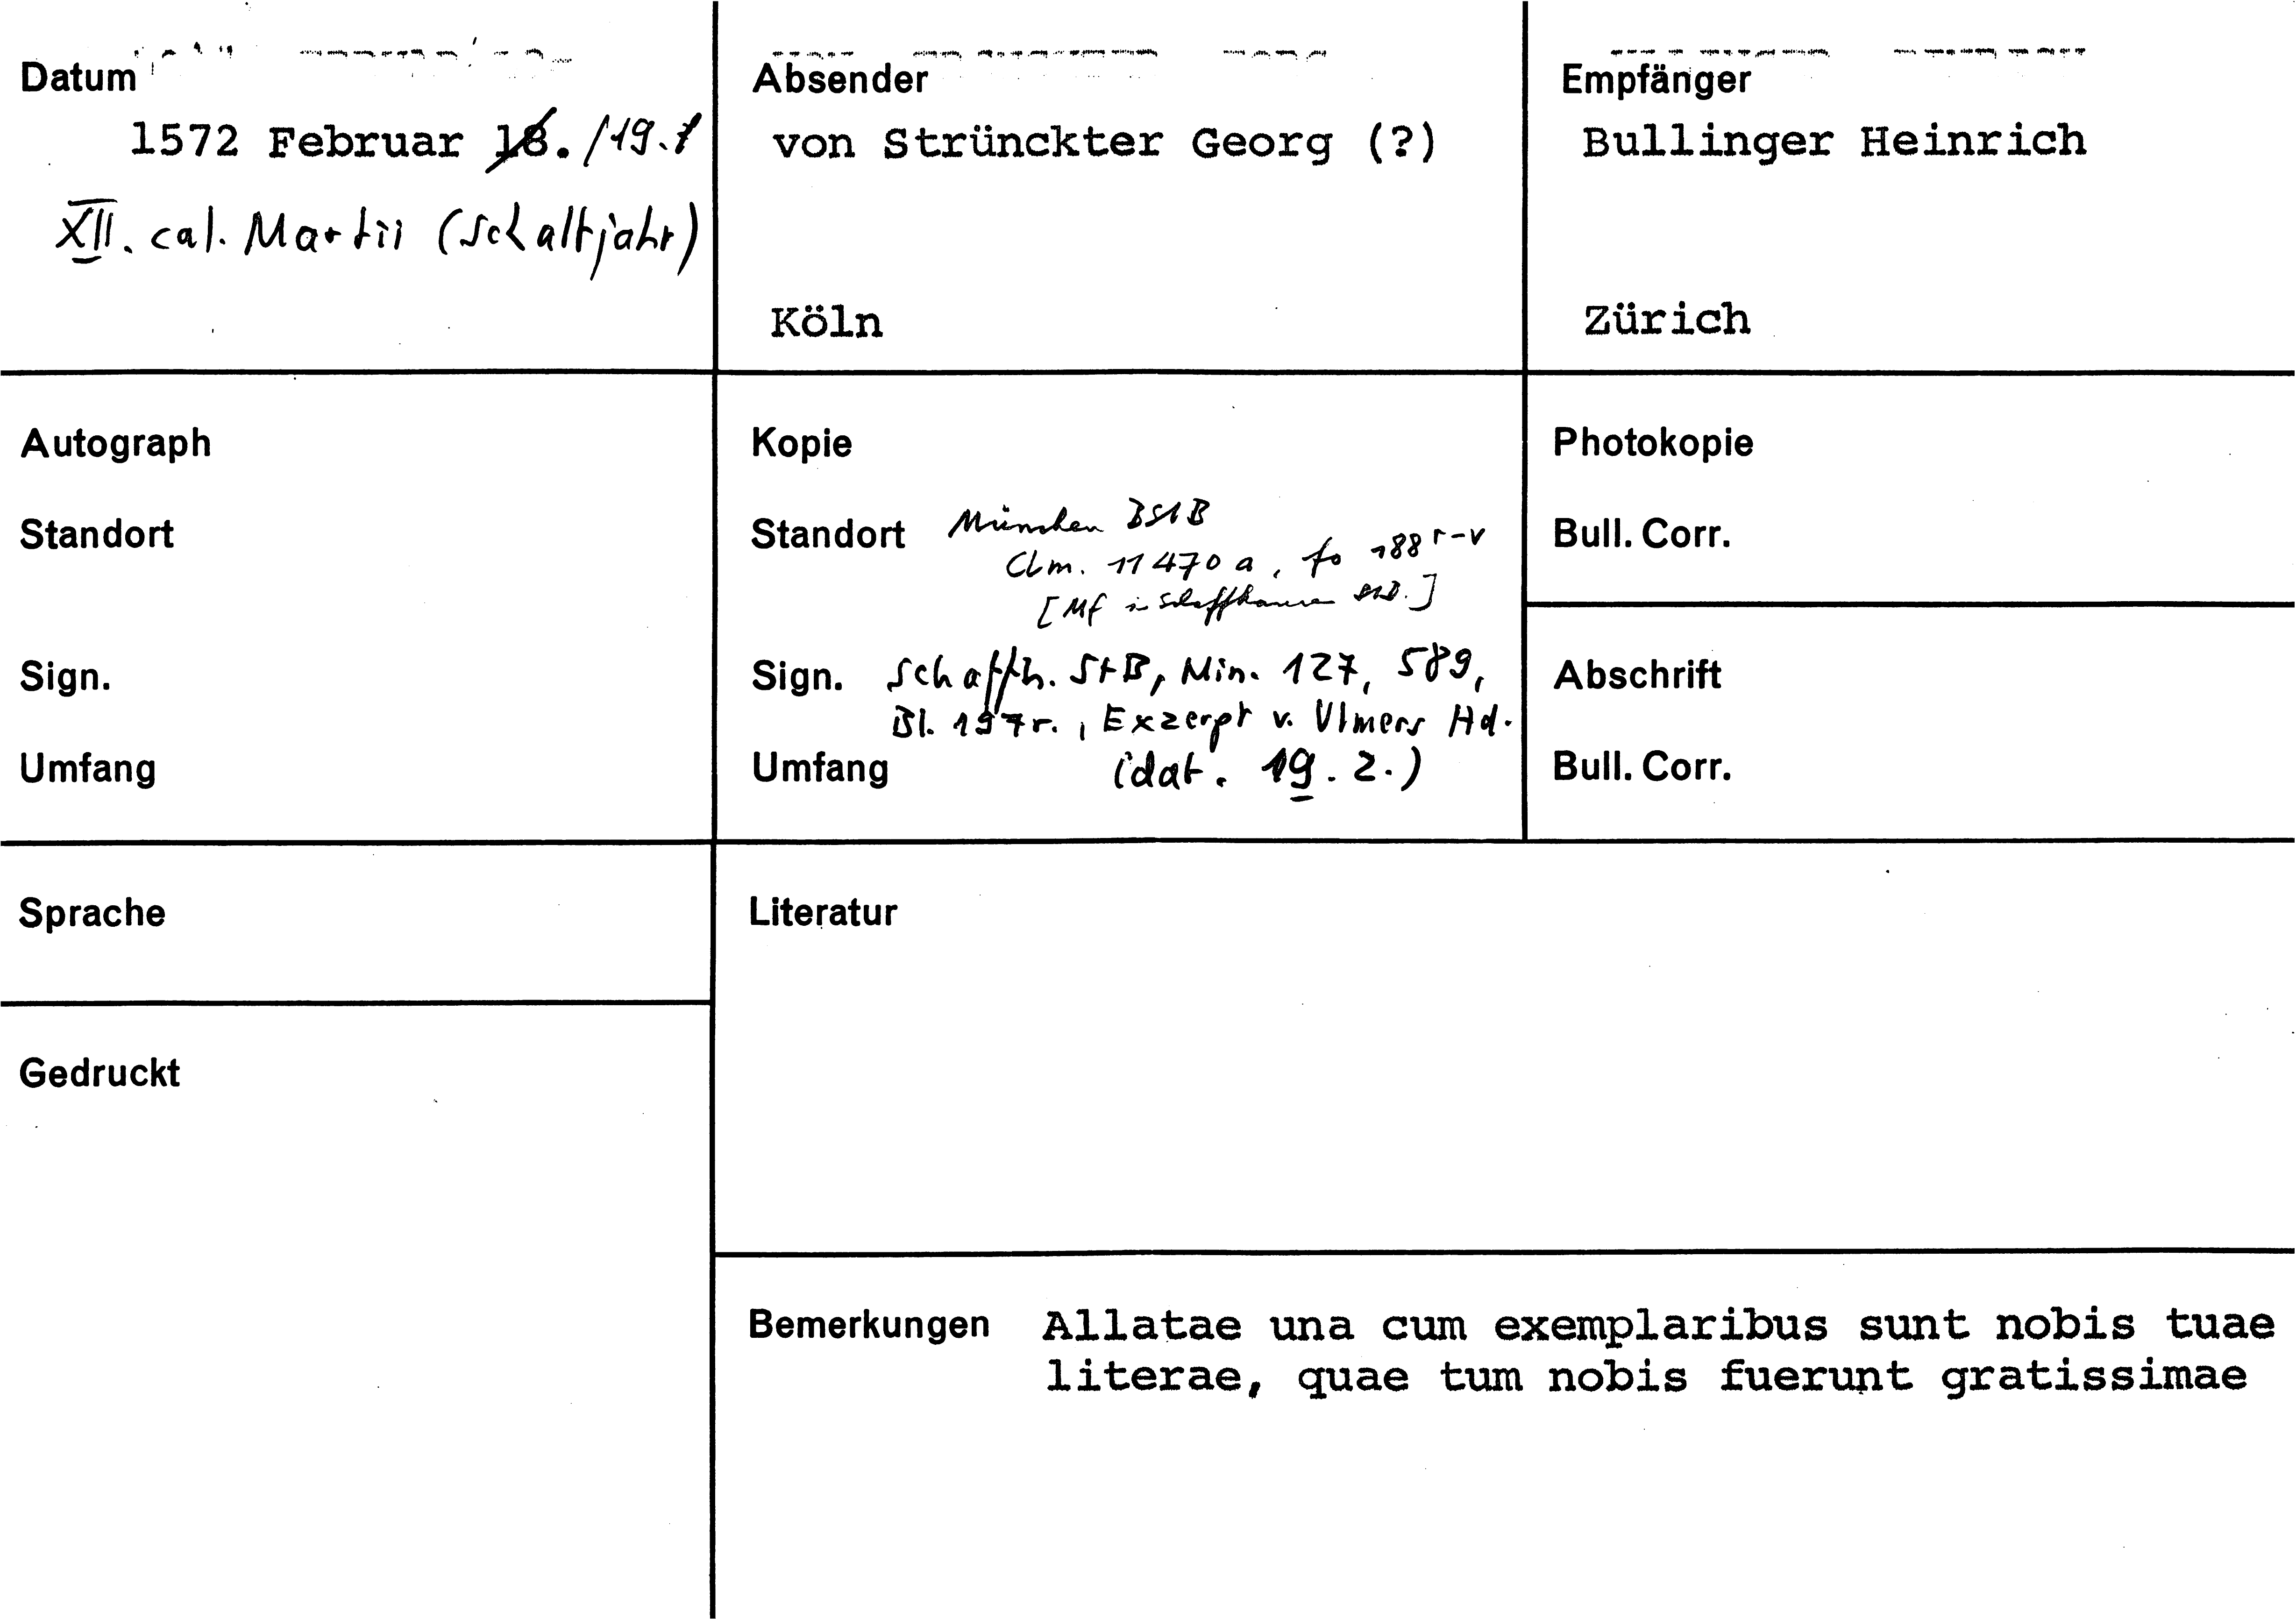 Datum
1572 Februar 18. /19.
XII. cal. Martii (Schaltjahr)
Absender
von Strünckter Georg (?)
Köln
Empfänger
Bullinger Heinrich
Zürich
Autograph
Standort
Sign.
Umfang
Kopie
Standort München BStB
Clm. 11470 a, fo 188 r-v
[Mf in Schaffhausen StB.]
Sign. Schaffh. StB, Min. 127, 589,
Bl. 197r., Exzerpt v. Ulmers Hd.
Umfang (dat. 19. 2.)
Photokopie
Bull. Corr.
Abschrift
Bull. Corr.
Sprache
Gedruckt
Literatur
Bemerkungen Allatae una cum exemplaribus sunt nobis tuae
literae, quae tum nobis fuerunt gratissimae